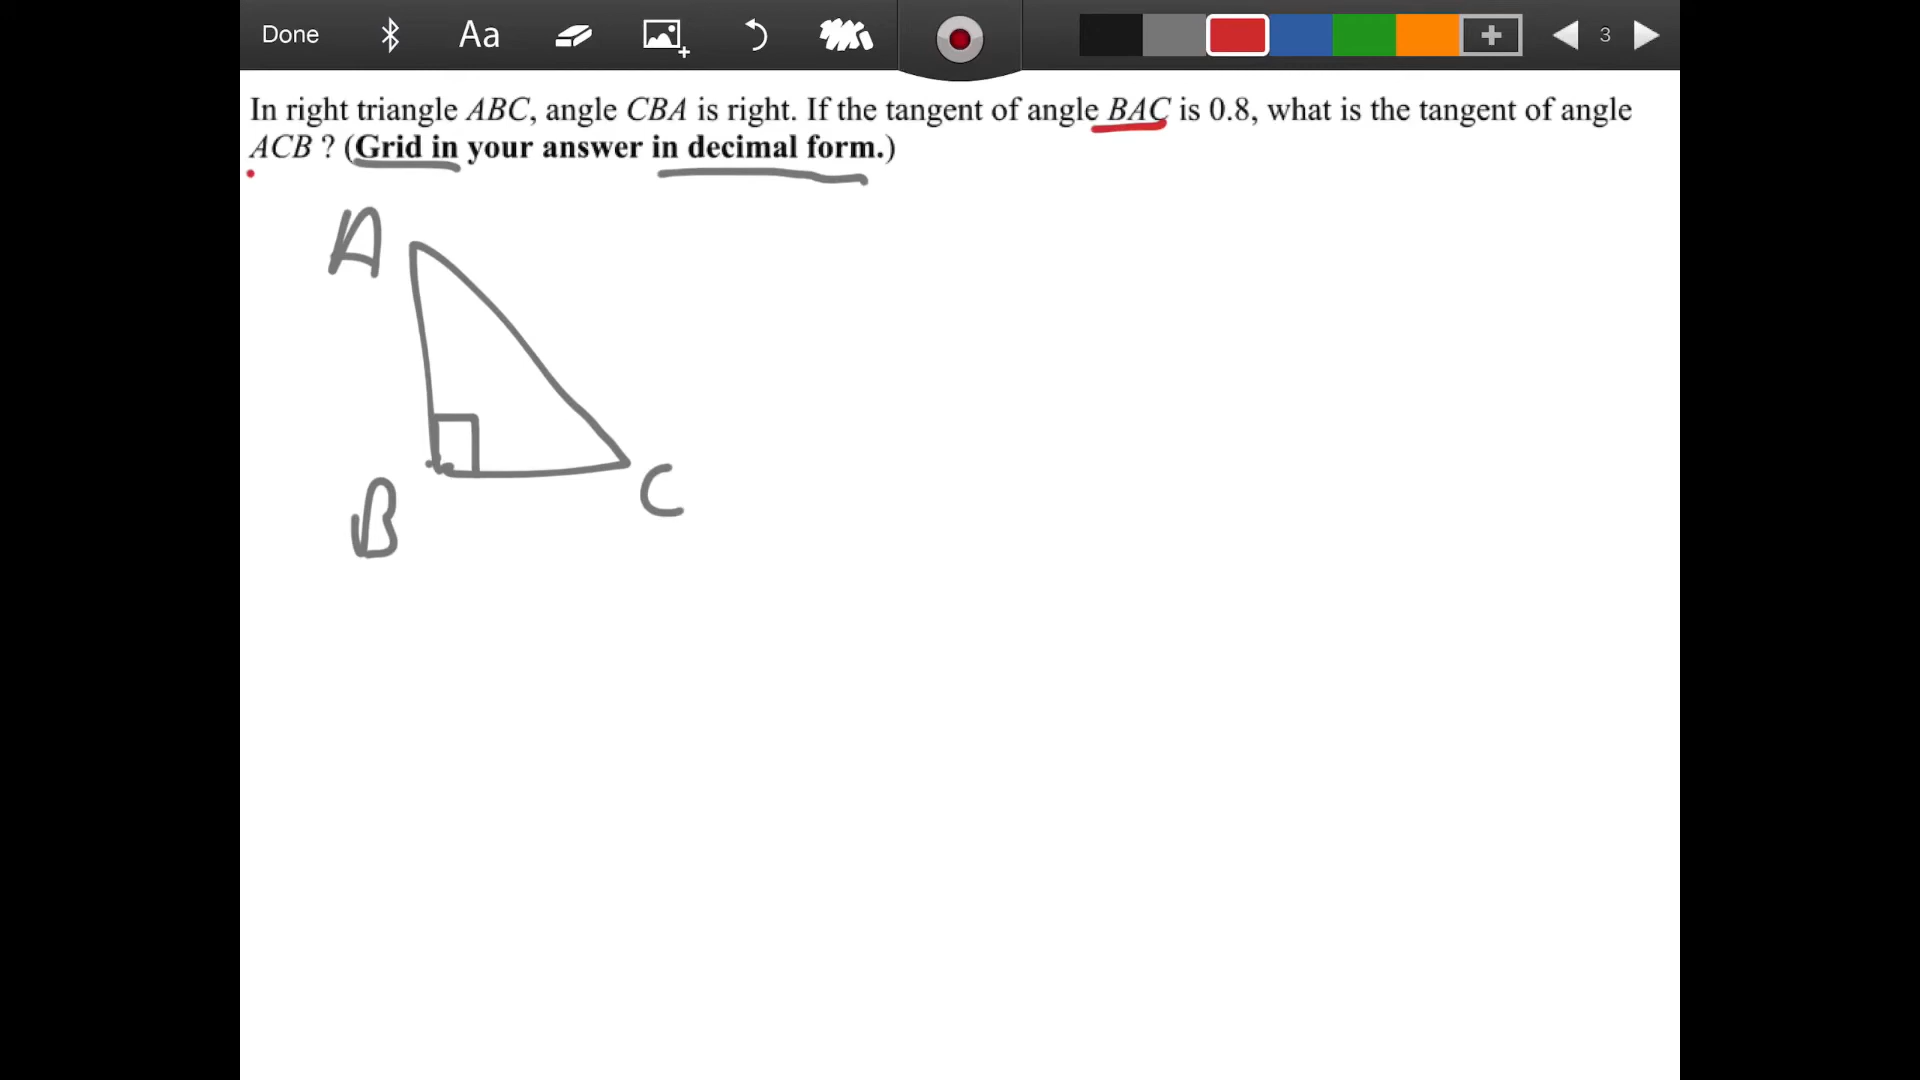 Done Aa 3
In right triangle ABC, angle CBA is right. If the tangent of angle BAC is 0.8, what is the tangent of angle
ACB ? (Grid in your answer in decimal form.)
A
B
C